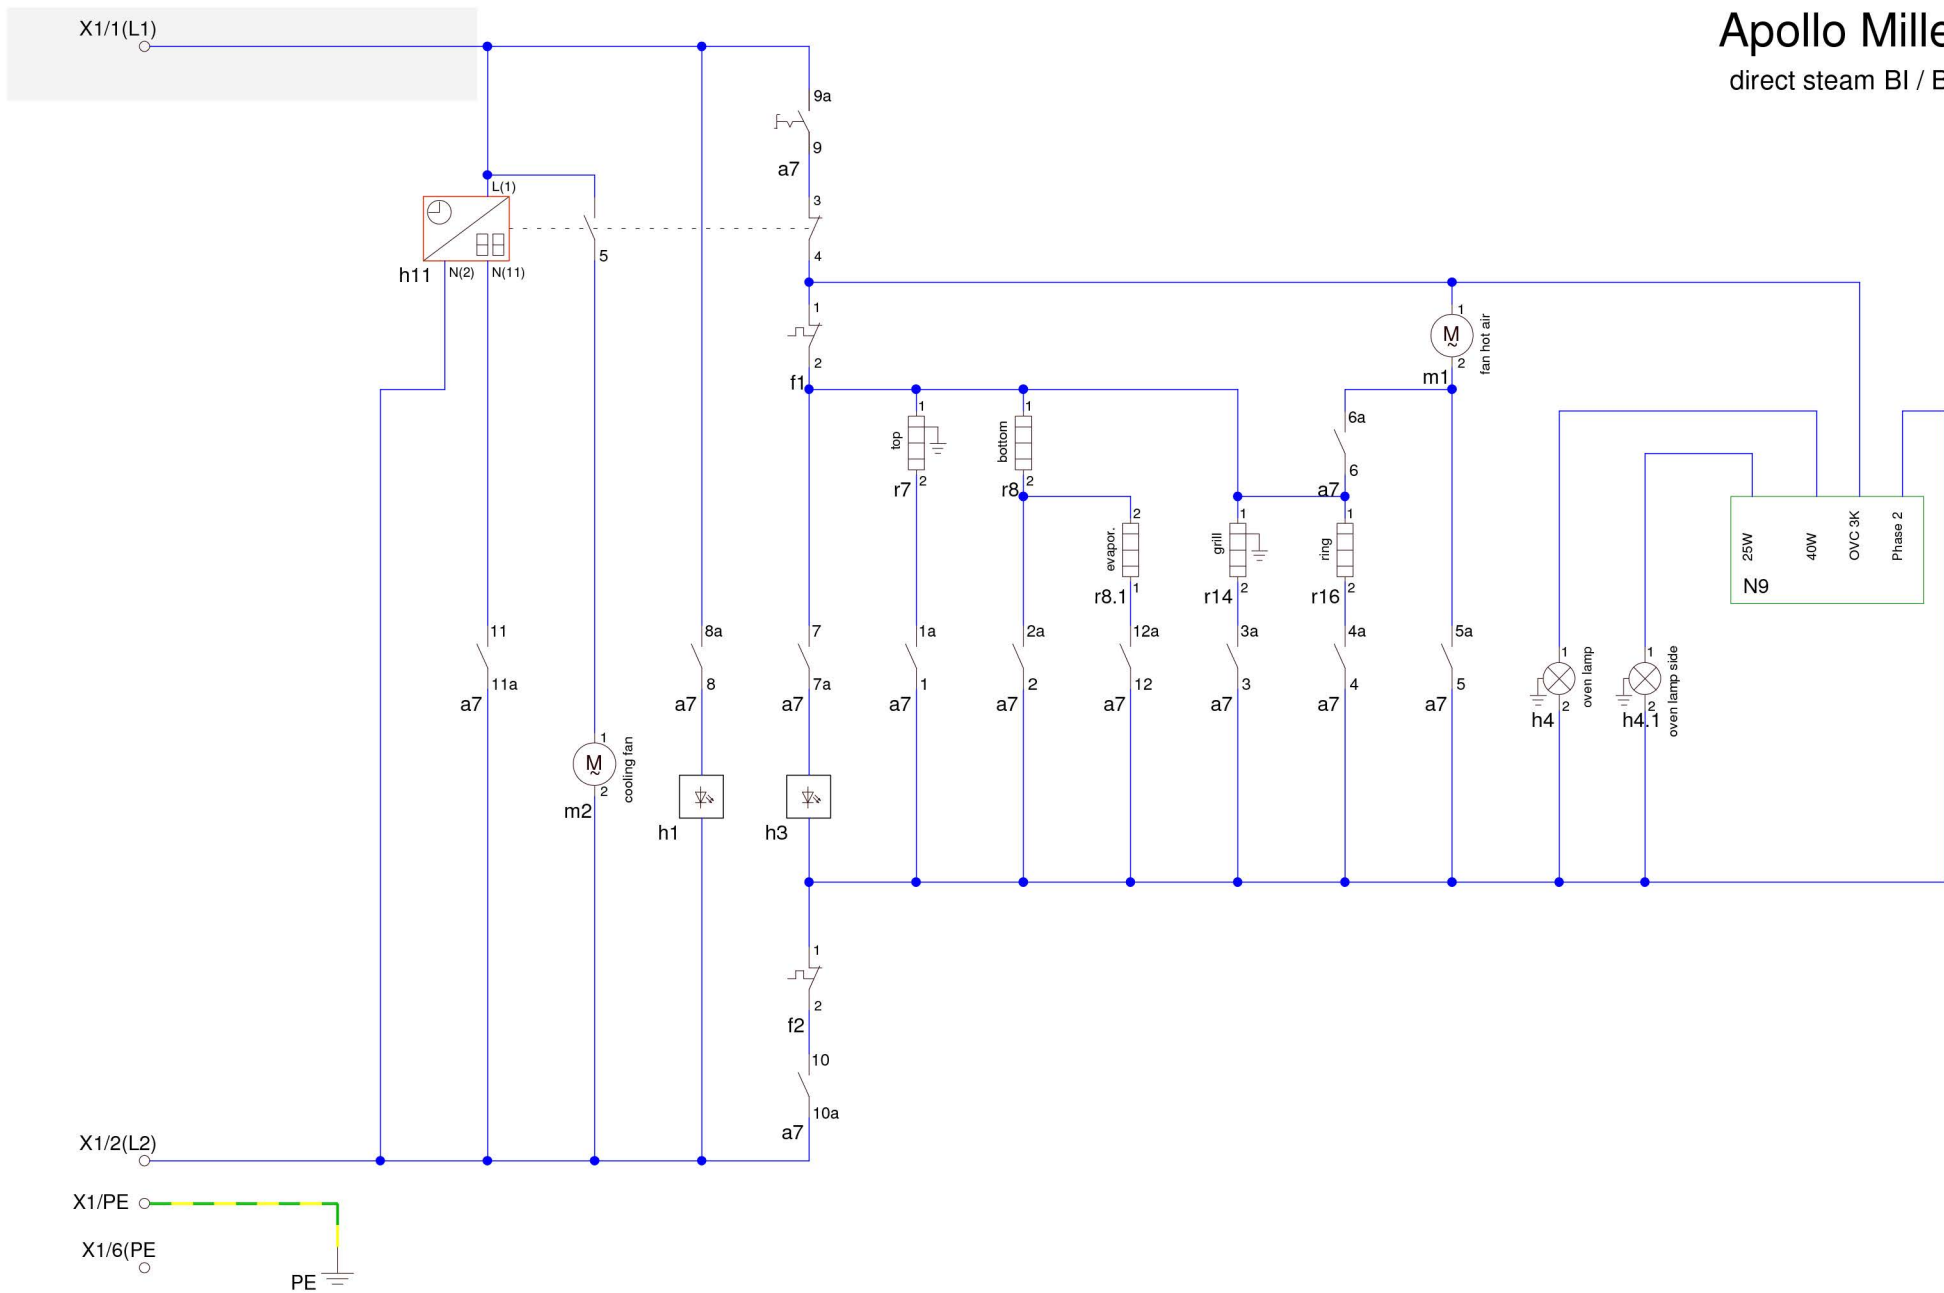 X1/1(L1)
Apollo Mille
direct steam BI / B
9a
9
a7
L(1)
3
5
4
h11
N(2)
N(11)
1
2
f1
1
M
~
2
m1
fan hot air
1
top
2
r7
1
bottom
2
r8
6a
6
a7
2
evapor.
1
r8.1
1
grill
2
r14
1
ring
2
r16
25W
40W
OVC 3K
Phase 2
N9
11
11a
a7
8a
8
a7
7
7a
a7
1a
1
a7
2a
2
a7
12a
12
a7
3a
3
a7
4a
4
a7
5a
5
a7
1
2
h4
oven lamp
1
2
h4.1
oven lamp side
1
M
~
2
m2
cooling fan
h1
h3
1
2
f2
10
10a
a7
X1/2(L2)
X1/PE
X1/6(PE
PE